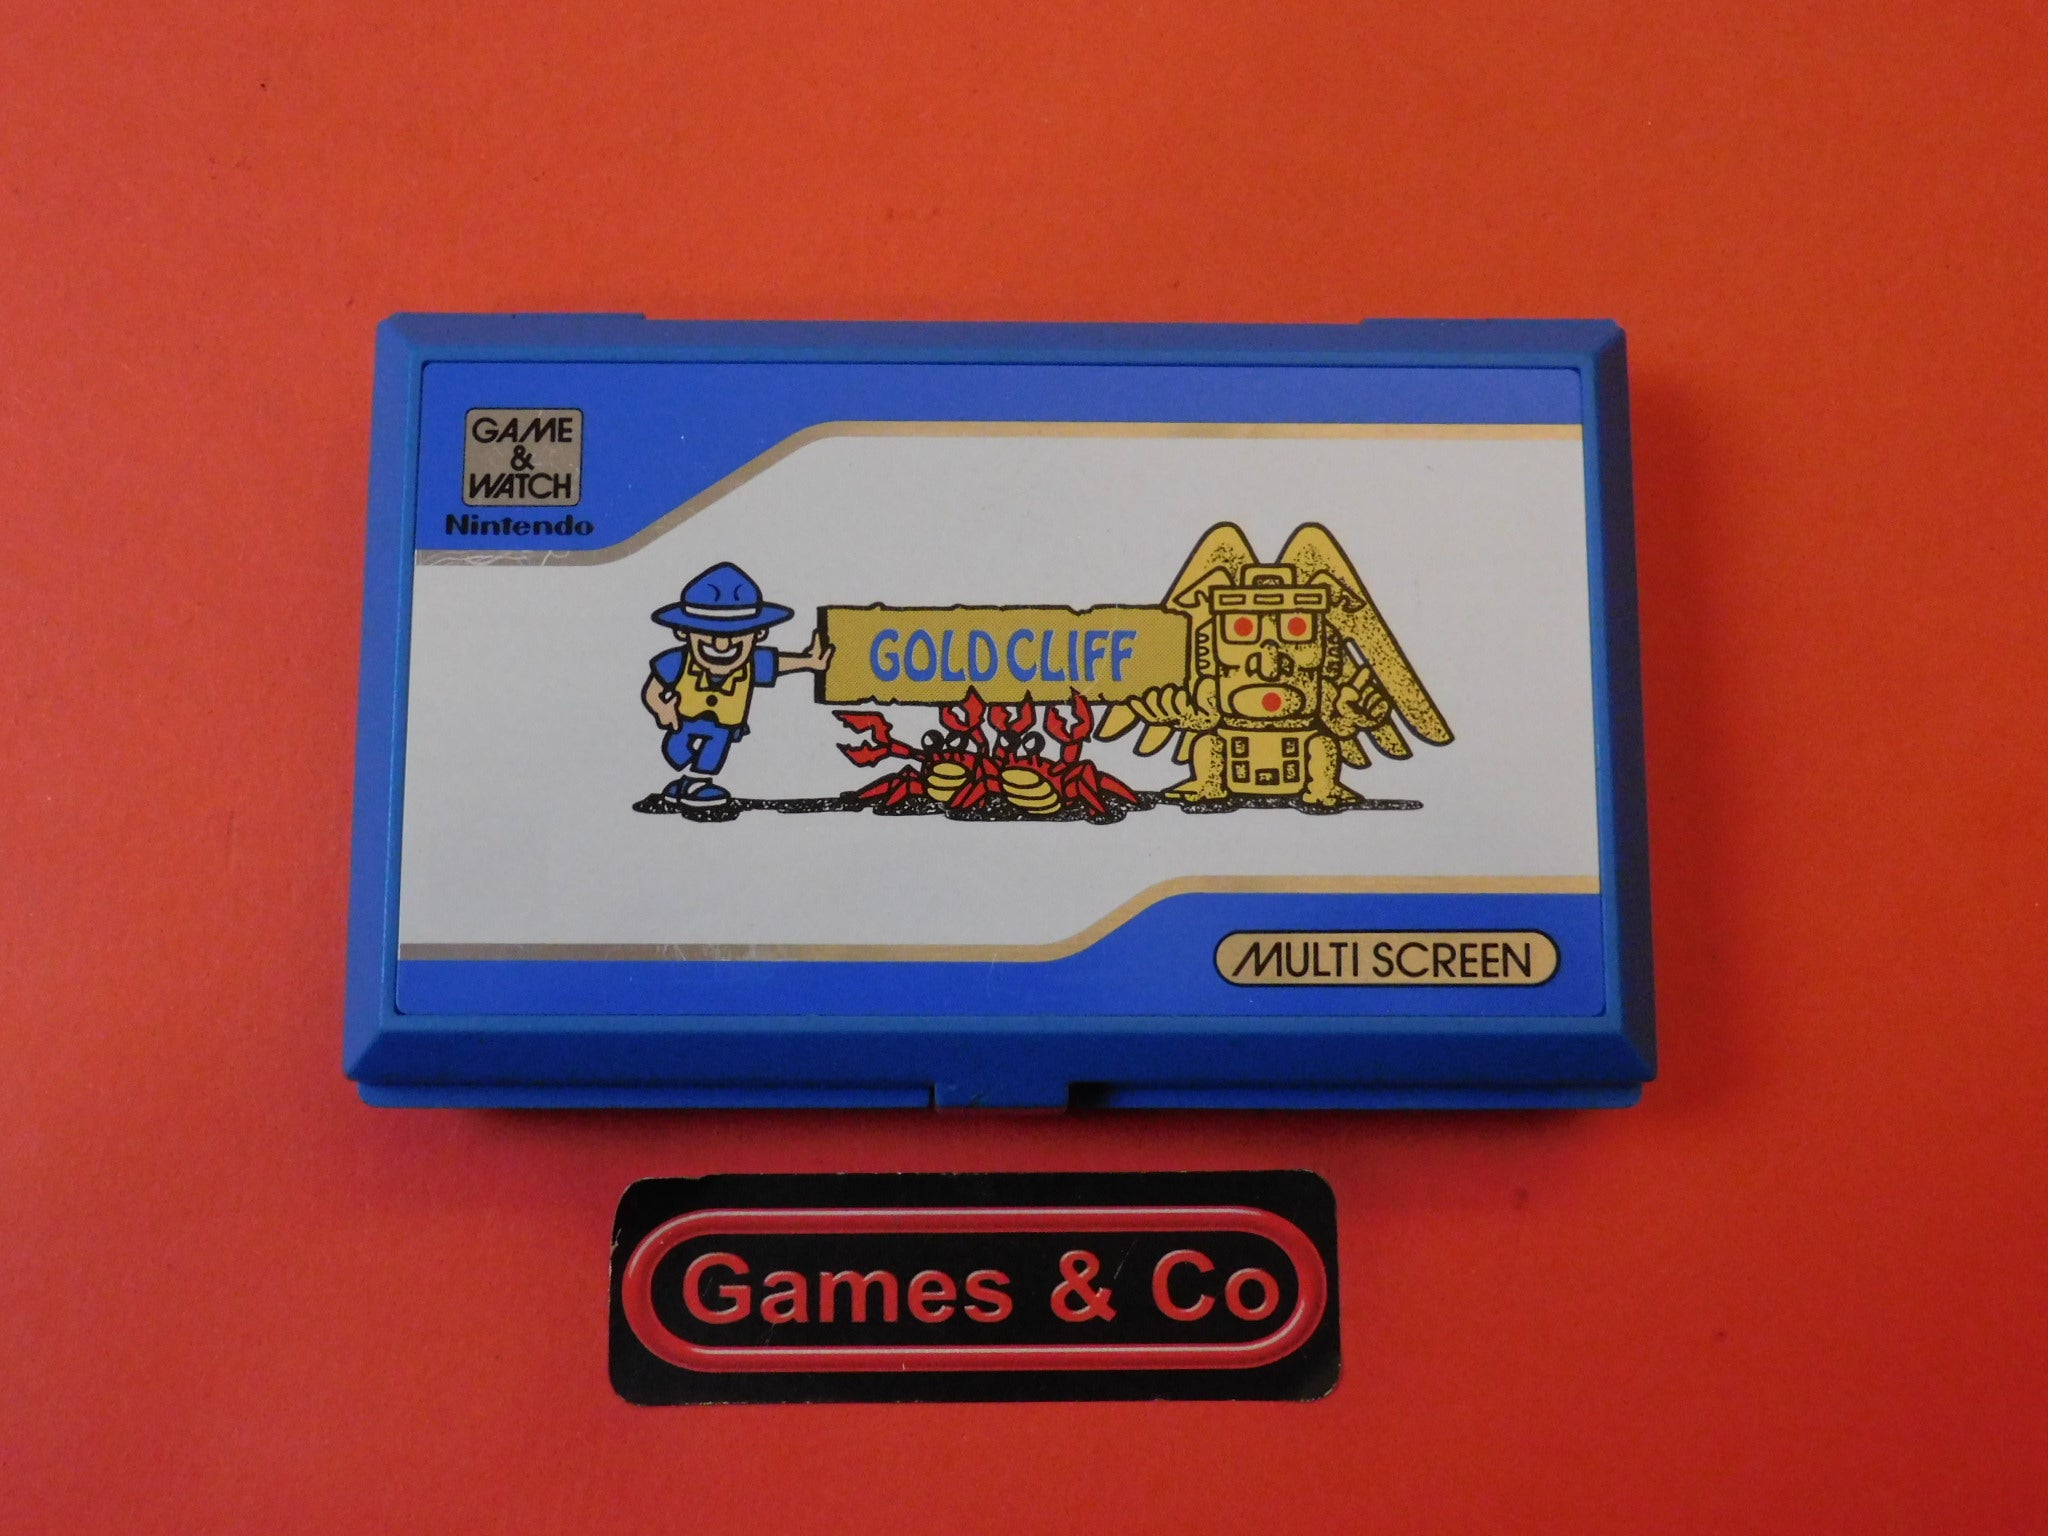 GAME
&
WATCH
Nintendo
GOLD CLIFF
MULTI SCREEN
Games & Co